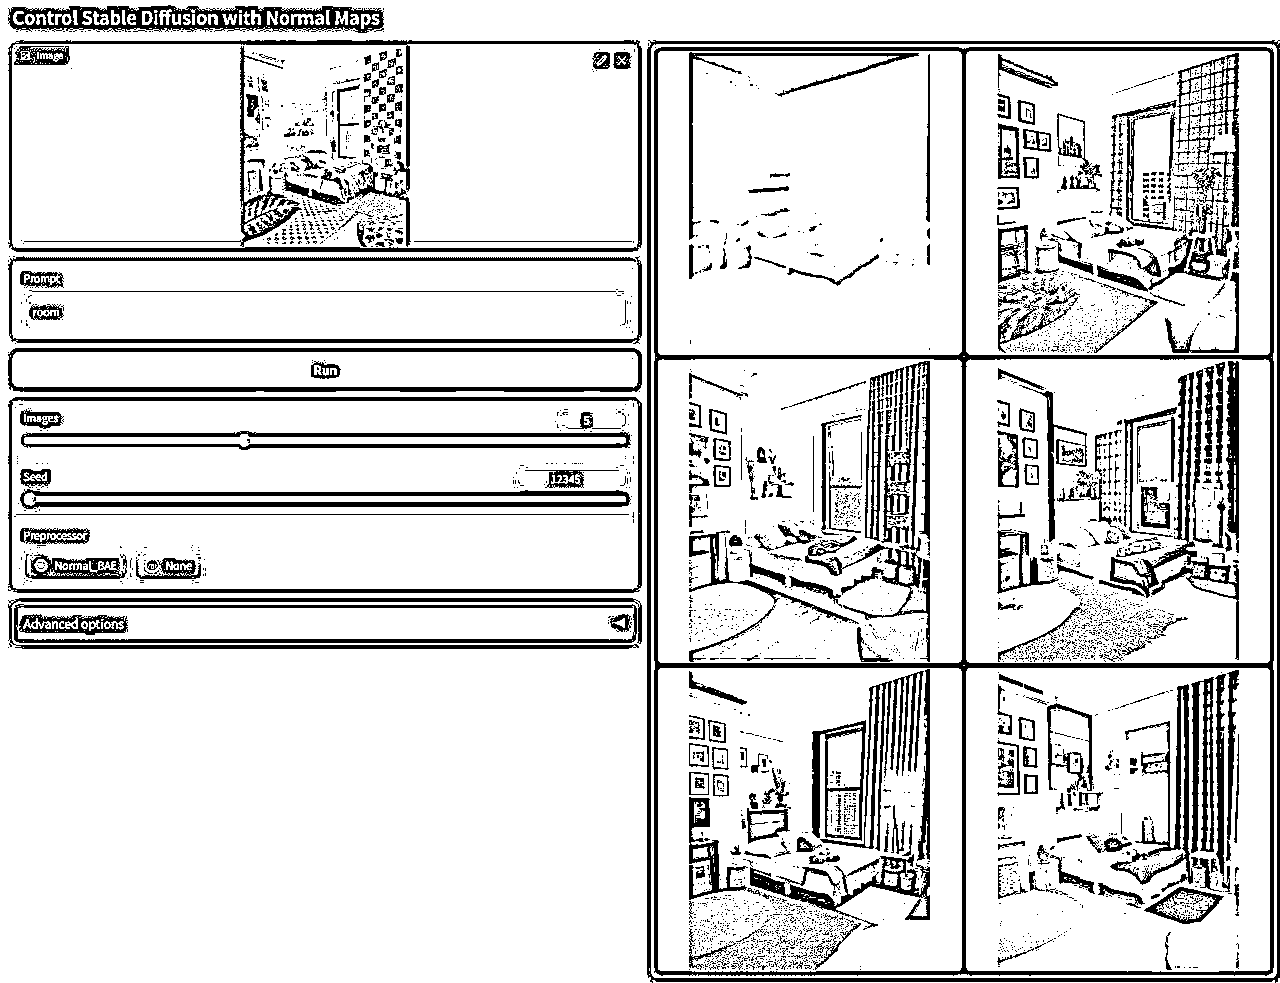 Control Stable Diffusion with Normal Maps
Image
Prompt
room
Run
Images
5
Seed
12345
Preprocessor
Normal_BAE
None
Advanced options